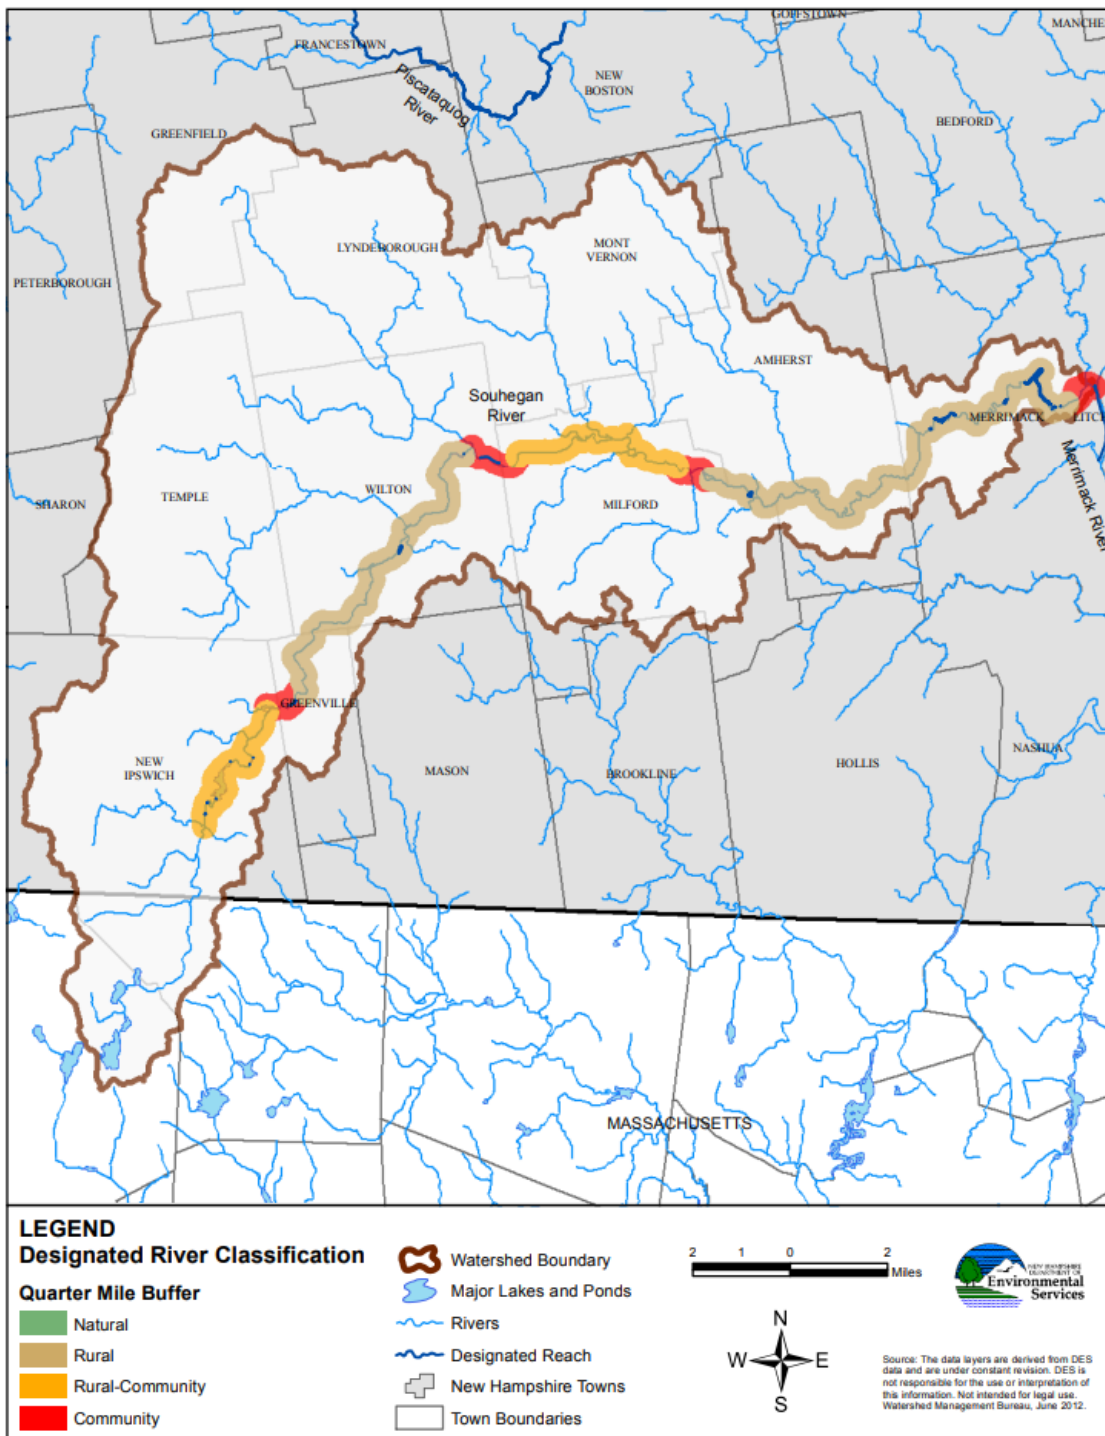 GOFFSTOWN
MANCHE
FRANCESTOWN
Piscataquog
River
NEW
BOSTON
BEDFORD
GREENFIELD
LYNDEBOROUGH
MONT
VERNON
PETERBOROUGH
AMHERST
Souhegan
River
MERRIMACK
LITCH
Merrimack River
SHARON
TEMPLE
WILTON
MILFORD
GREENVILLE
NEW
IPSWICH
MASON
BROOKLINE
HOLLIS
NASHUA
MASSACHUSETTS
LEGEND
Designated River Classification
Quarter Mile Buffer
Natural
Rural
Rural-Community
Community
Watershed Boundary
Major Lakes and Ponds
Rivers
Designated Reach
New Hampshire Towns
Town Boundaries
2 1 0 2
Miles
N
W E
S
NEW HAMPSHIRE
DEPARTMENT OF
Environmental
Services
Source: The data layers are derived from DES
data and are under constant revision. DES is
not responsible for the use or interpretation of
this information. Not intended for legal use.
Watershed Management Bureau, June 2012.